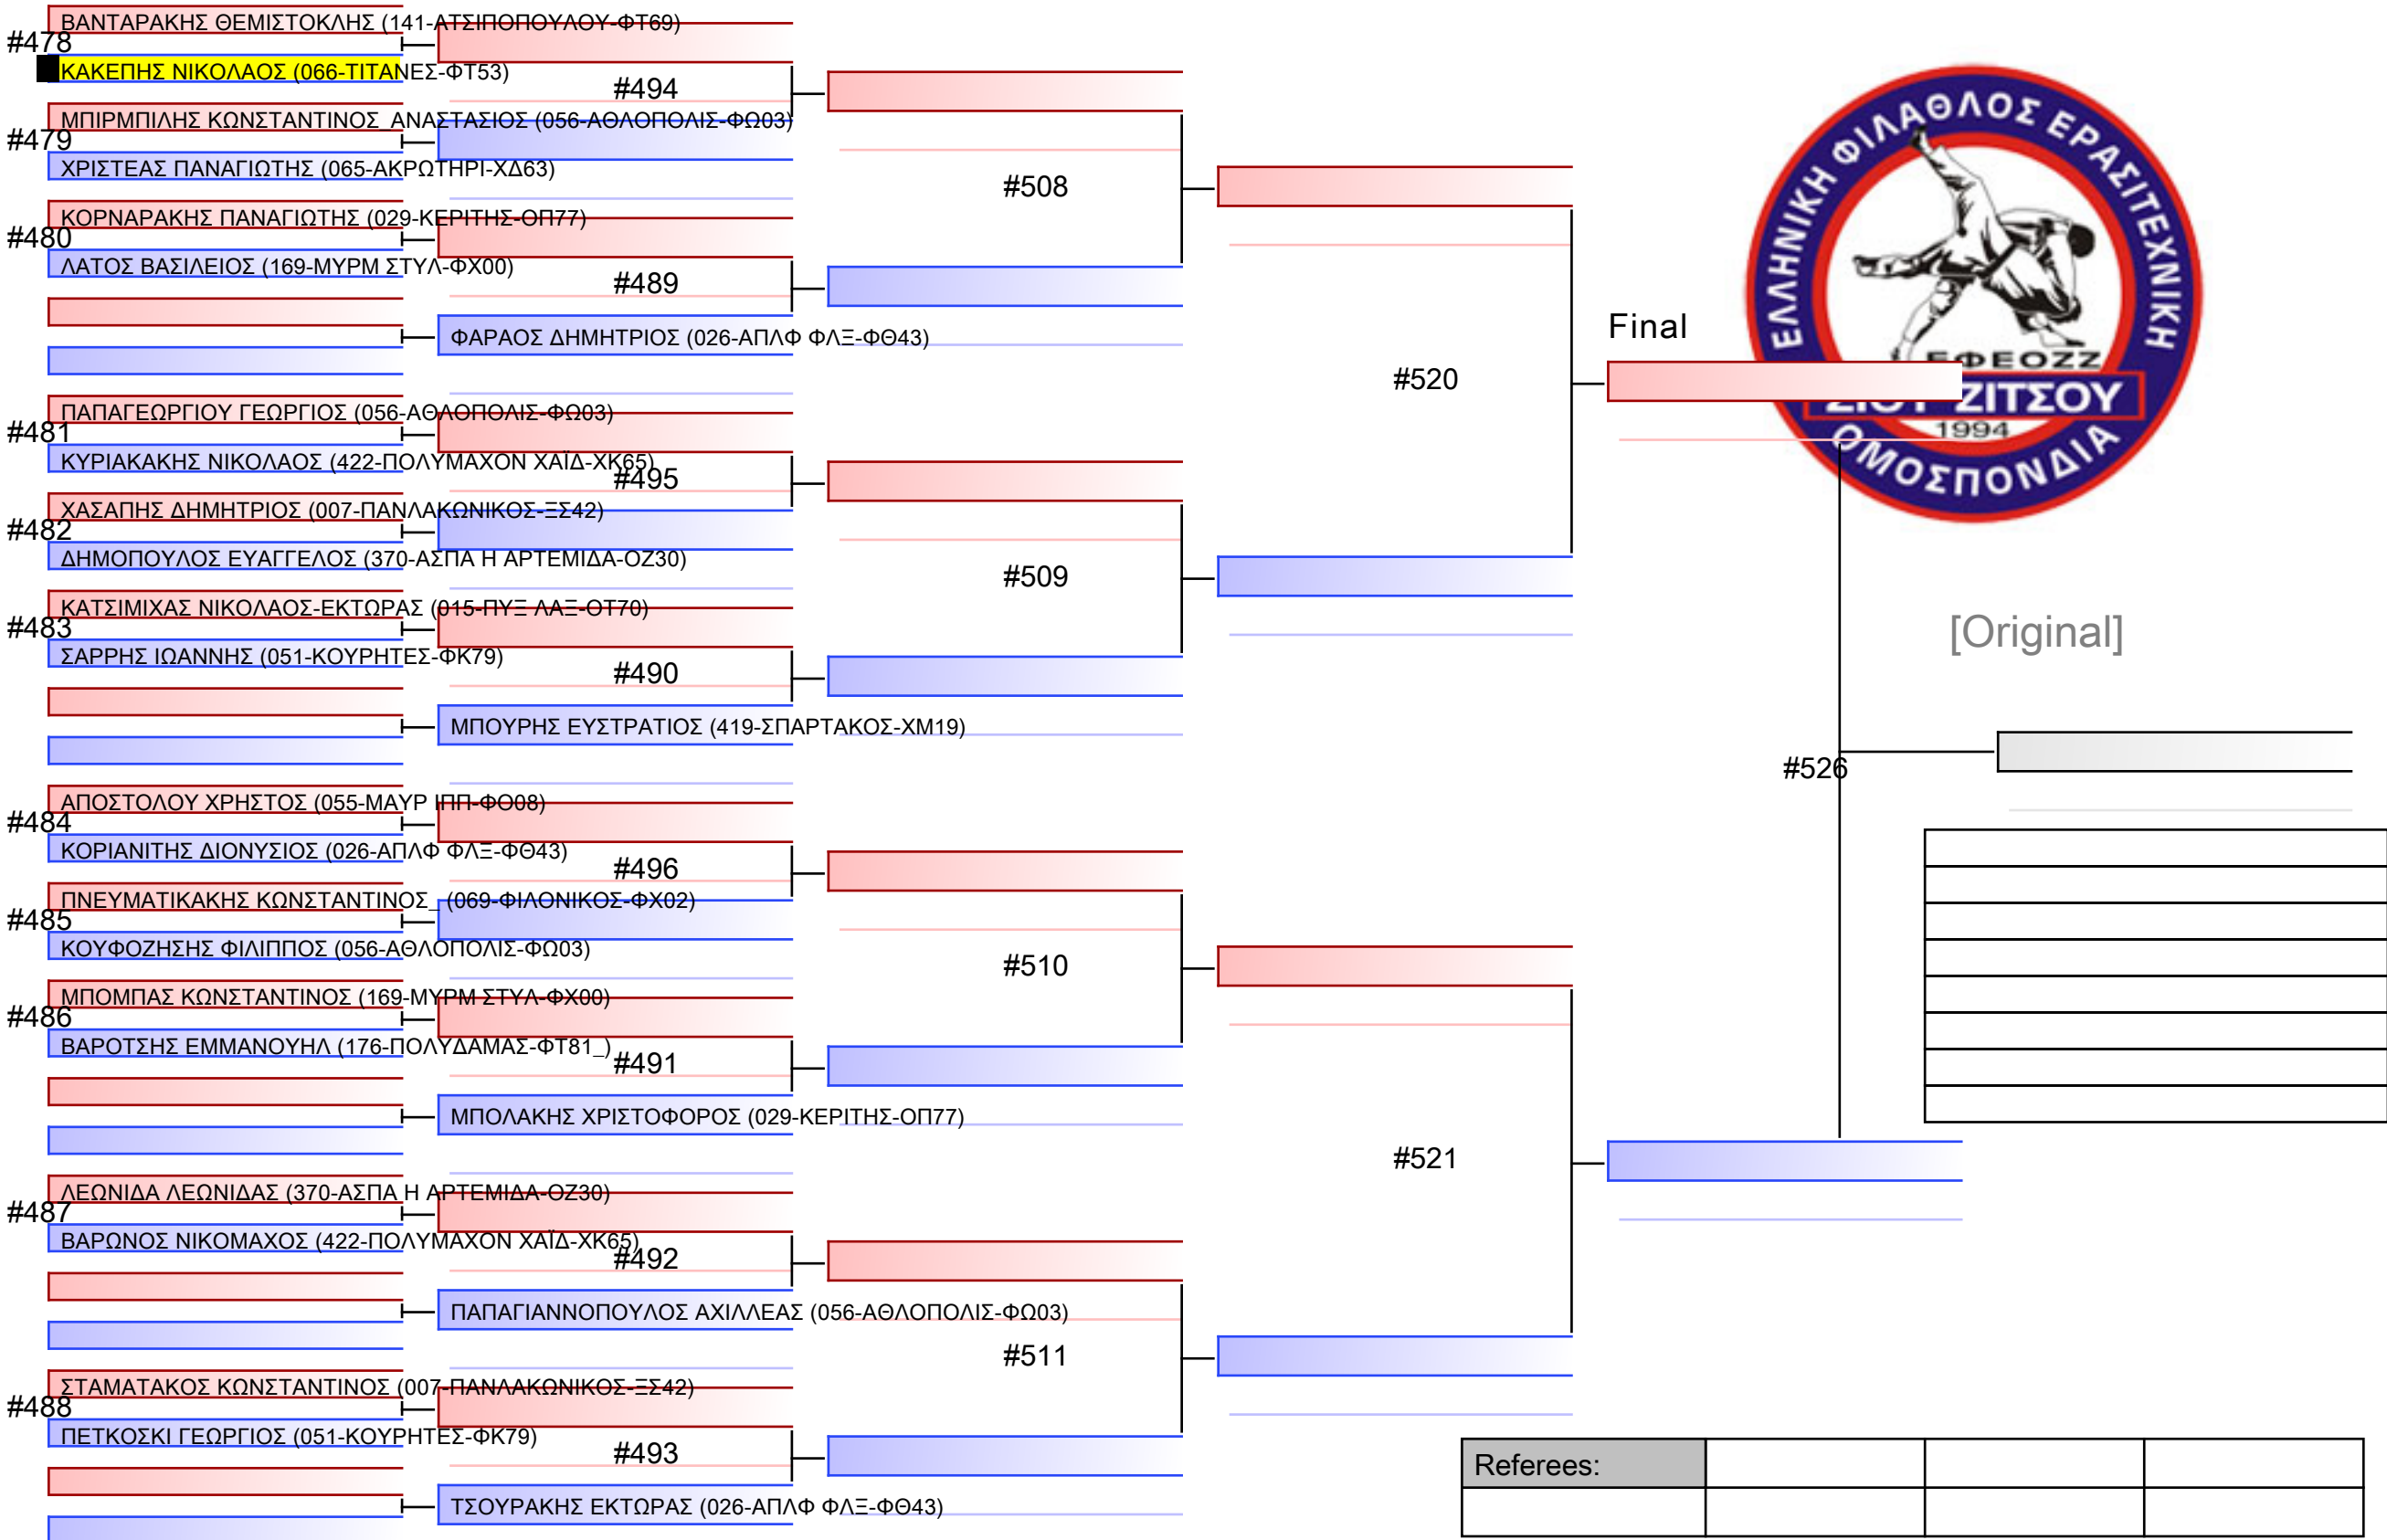 ΒΑΝΤΑΡΑΚΗΣ ΘΕΜΙΣΤΟΚΛΗΣ (141-ΑΤΣΙΠΟΠΟΥΛΟΥ-ΦΤ69)
#478
ΚΑΚΕΠΗΣ ΝΙΚΟΛΑΟΣ (066-ΤΙΤΑΝΕΣ-ΦΤ53)
#494
ΜΠΙΡΜΠΙΛΗΣ ΚΩΝΣΤΑΝΤΙΝΟΣ_ΑΝΑΣΤΑΣΙΟΣ (056-ΑΘΛΟΠΟΛΙΣ-ΦΩ03)
#479
ΧΡΙΣΤΕΑΣ ΠΑΝΑΓΙΩΤΗΣ (065-ΑΚΡΩΤΗΡΙ-ΧΔ63)
#508
ΚΟΡΝΑΡΑΚΗΣ ΠΑΝΑΓΙΩΤΗΣ (029-ΚΕΡΙΤΗΣ-ΟΠ77)
#480
ΛΑΤΟΣ ΒΑΣΙΛΕΙΟΣ (169-ΜΥΡΜ ΣΤΥΛ-ΦΧ00)
#489
ΦΑΡΑΟΣ ΔΗΜΗΤΡΙΟΣ (026-ΑΠΛΦ ΦΛΞ-ΦΘ43)
#520
ΠΑΠΑΓΕΩΡΓΙΟΥ ΓΕΩΡΓΙΟΣ (056-ΑΘΛΟΠΟΛΙΣ-ΦΩ03)
#481
ΚΥΡΙΑΚΑΚΗΣ ΝΙΚΟΛΑΟΣ (422-ΠΟΛΥΜΑΧΟΝ ΧΑΪΔ-ΧΚ65)
#495
ΧΑΣΑΠΗΣ ΔΗΜΗΤΡΙΟΣ (007-ΠΑΝΛΑΚΩΝΙΚΟΣ-ΞΣ42)
#482
ΔΗΜΟΠΟΥΛΟΣ ΕΥΑΓΓΕΛΟΣ (370-ΑΣΠΑ Η ΑΡΤΕΜΙΔΑ-ΟΖ30)
#509
ΚΑΤΣΙΜΙΧΑΣ ΝΙΚΟΛΑΟΣ-ΕΚΤΩΡΑΣ (015-ΠΥΞ ΛΑΞ-ΟΤ70)
#483
ΣΑΡΡΗΣ ΙΩΑΝΝΗΣ (051-ΚΟΥΡΗΤΕΣ-ΦΚ79)
#490
ΜΠΟΥΡΗΣ ΕΥΣΤΡΑΤΙΟΣ (419-ΣΠΑΡΤΑΚΟΣ-ΧΜ19)
ΑΠΟΣΤΟΛΟΥ ΧΡΗΣΤΟΣ (055-ΜΑΥΡ ΙΠΠ-ΦΟ08)
#484
ΚΟΡΙΑΝΙΤΗΣ ΔΙΟΝΥΣΙΟΣ (026-ΑΠΛΦ ΦΛΞ-ΦΘ43)
#496
ΠΝΕΥΜΑΤΙΚΑΚΗΣ ΚΩΝΣΤΑΝΤΙΝΟΣ_ (069-ΦΙΛΟΝΙΚΟΣ-ΦΧ02)
#485
ΚΟΥΦΟΖΗΣΗΣ ΦΙΛΙΠΠΟΣ (056-ΑΘΛΟΠΟΛΙΣ-ΦΩ03)
#510
ΜΠΟΜΠΑΣ ΚΩΝΣΤΑΝΤΙΝΟΣ (169-ΜΥΡΜ ΣΤΥΛ-ΦΧ00)
#486
ΒΑΡΟΤΣΗΣ ΕΜΜΑΝΟΥΗΛ (176-ΠΟΛΥΔΑΜΑΣ-ΦΤ81_)
#491
ΜΠΟΛΑΚΗΣ ΧΡΙΣΤΟΦΟΡΟΣ (029-ΚΕΡΙΤΗΣ-ΟΠ77)
#521
ΛΕΩΝΙΔΑ ΛΕΩΝΙΔΑΣ (370-ΑΣΠΑ Η ΑΡΤΕΜΙΔΑ-ΟΖ30)
#487
ΒΑΡΩΝΟΣ ΝΙΚΟΜΑΧΟΣ (422-ΠΟΛΥΜΑΧΟΝ ΧΑΪΔ-ΧΚ65)
#492
ΠΑΠΑΓΙΑΝΝΟΠΟΥΛΟΣ ΑΧΙΛΛΕΑΣ (056-ΑΘΛΟΠΟΛΙΣ-ΦΩ03)
#511
ΣΤΑΜΑΤΑΚΟΣ ΚΩΝΣΤΑΝΤΙΝΟΣ (007-ΠΑΝΛΑΚΩΝΙΚΟΣ-ΞΣ42)
#488
ΠΕΤΚΟΣΚΙ ΓΕΩΡΓΙΟΣ (051-ΚΟΥΡΗΤΕΣ-ΦΚ79)
#493
ΤΣΟΥΡΑΚΗΣ ΕΚΤΩΡΑΣ (026-ΑΠΛΦ ΦΛΞ-ΦΘ43)
ΕΛΛΗΝΙΚΗ ΦΙΛΑΘΛΟΣ ΕΡΑΣΙΤΕΧΝΙΚΗ
ΕΦΕΟΖΖ
ΖΙΤΣΟΥ
1994
ΟΜΟΣΠΟΝΔΙΑ
Final
[Original]
#526
Referees: